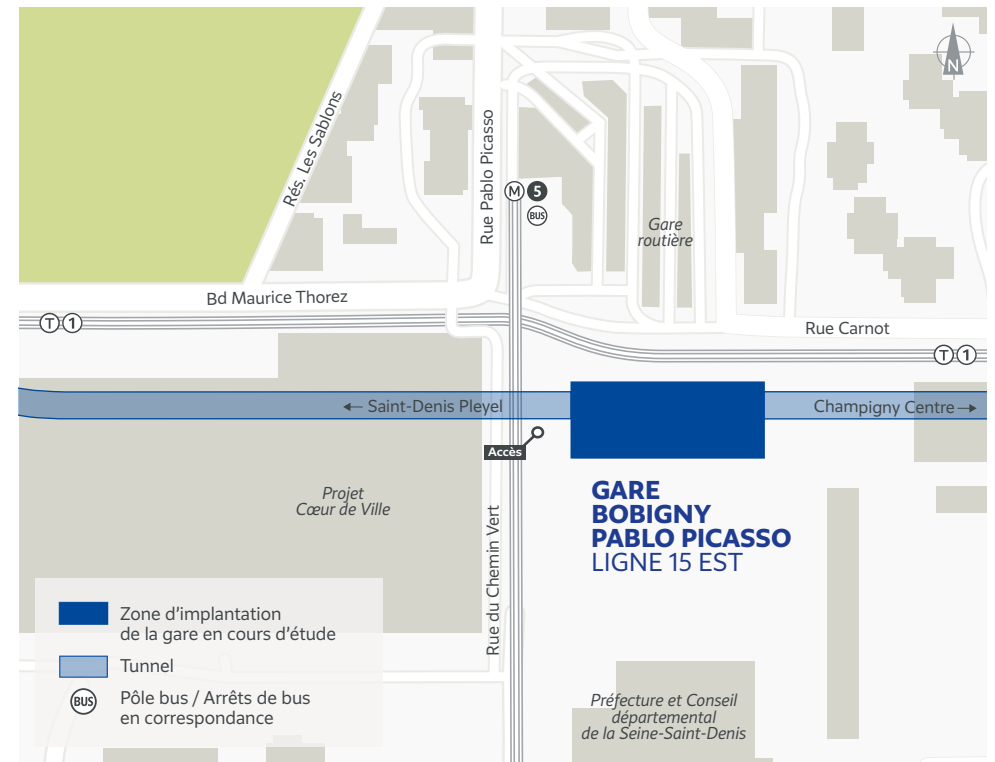 N
Rés. Les Sablons
Rue Pablo Picasso
M 5
BUS
Gare
routière
Bd Maurice Thorez
T 1
Rue Carnot
T 1
← Saint-Denis Pleyel
Champigny Centre →
Accès
Projet
Cœur de Ville
GARE
BOBIGNY
PABLO PICASSO
LIGNE 15 EST
Rue du Chemin Vert
Zone d'implantation
de la gare en cours d'étude
Tunnel
BUS
Pôle bus / Arrêts de bus
en correspondance
Préfecture et Conseil
départemental
de la Seine-Saint-Denis